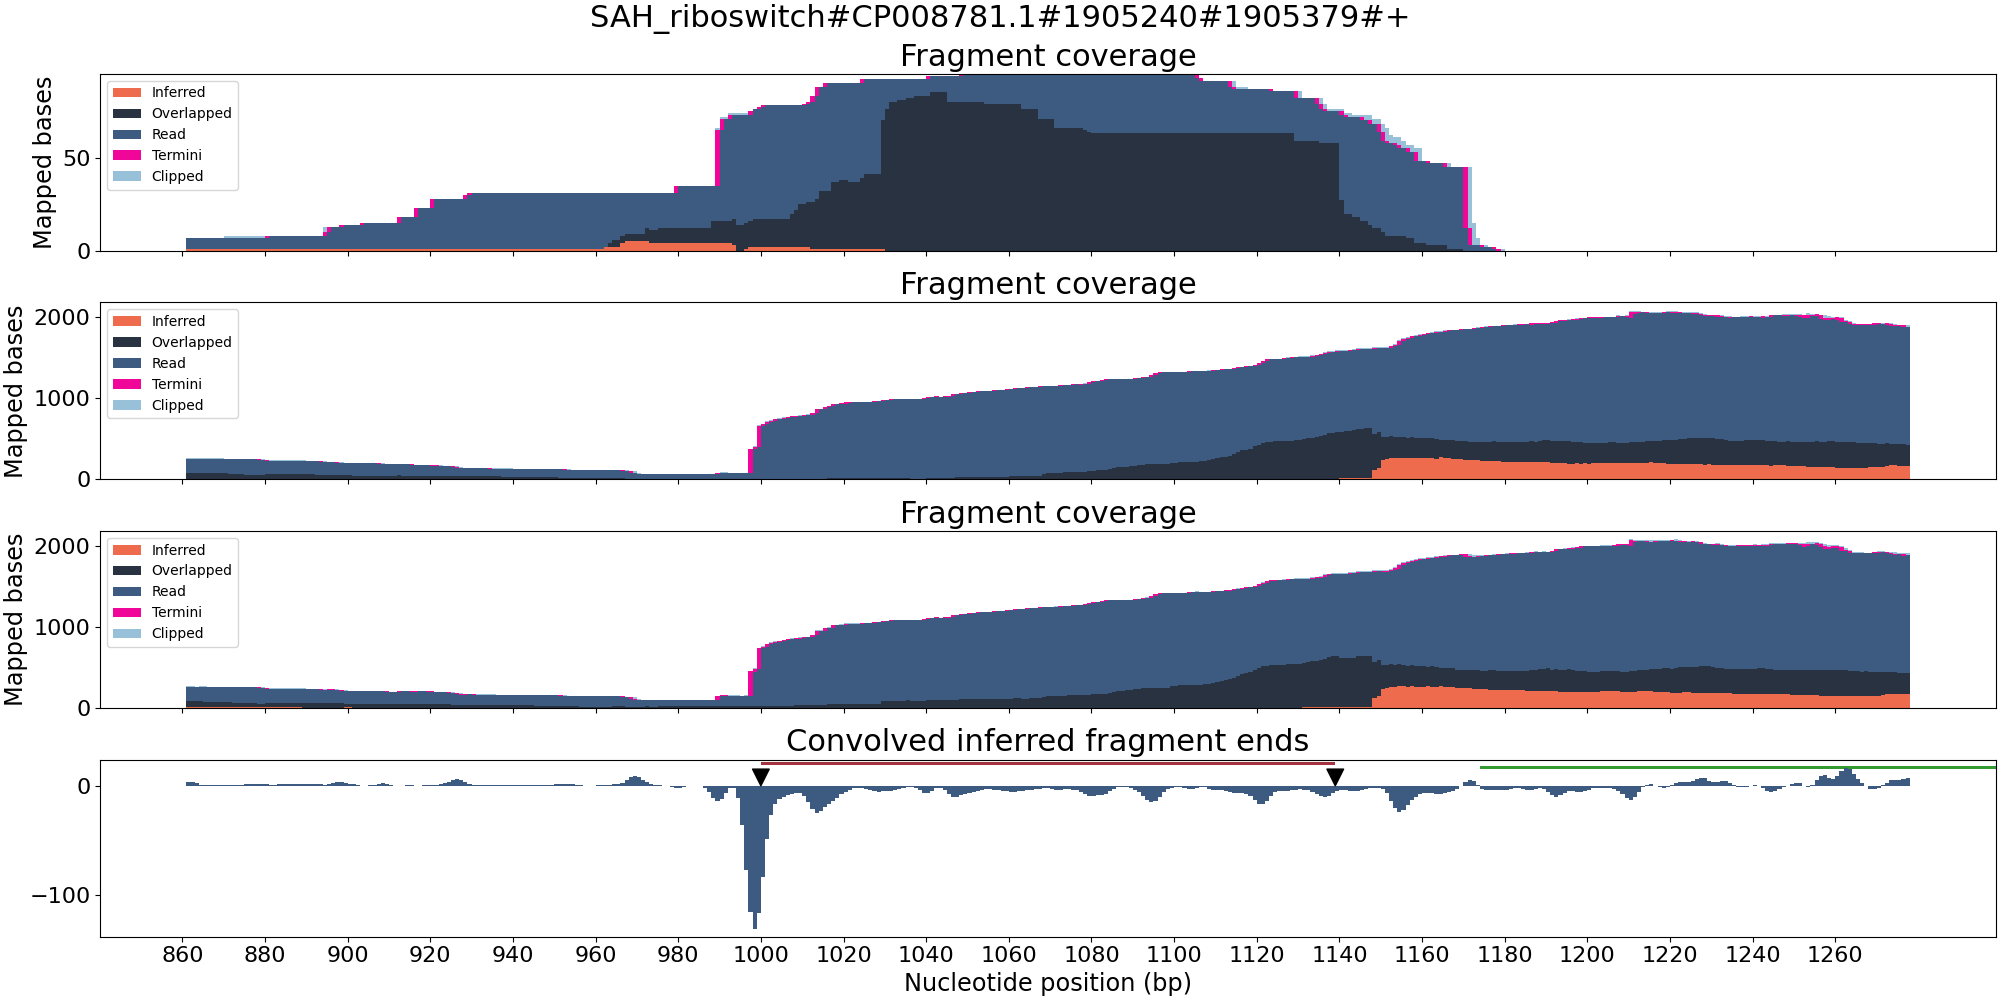 SAH_riboswitch#CP008781.1#1905240#1905379#+
Fragment coverage
Mapped bases
50
0
Inferred
Overlapped
Read
Termini
Clipped
Fragment coverage
Mapped bases
2000
1000
0
Inferred
Overlapped
Read
Termini
Clipped
Fragment coverage
Mapped bases
2000
1000
0
Inferred
Overlapped
Read
Termini
Clipped
Convolved inferred fragment ends
0
−100
860 880 900 920 940 960 980 1000 1020 1040 1060 1080 1100 1120 1140 1160 1180 1200 1220 1240 1260
Nucleotide position (bp)